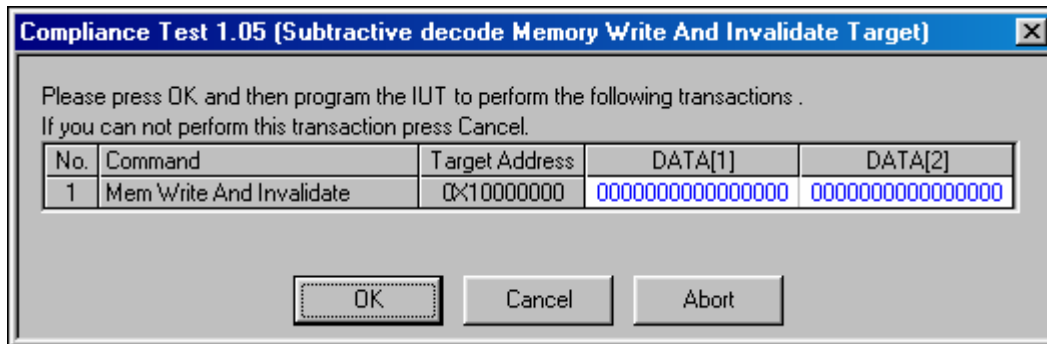 Compliance Test 1.05 (Subtractive decode Memory Write And Invalidate Target)
Please press OK and then program the IUT to perform the following transactions .
If you can not perform this transaction press Cancel.
No. Command Target Address DATA[1] DATA[2]
1 Mem Write And Invalidate 0X10000000 0000000000000000 0000000000000000
OK Cancel Abort